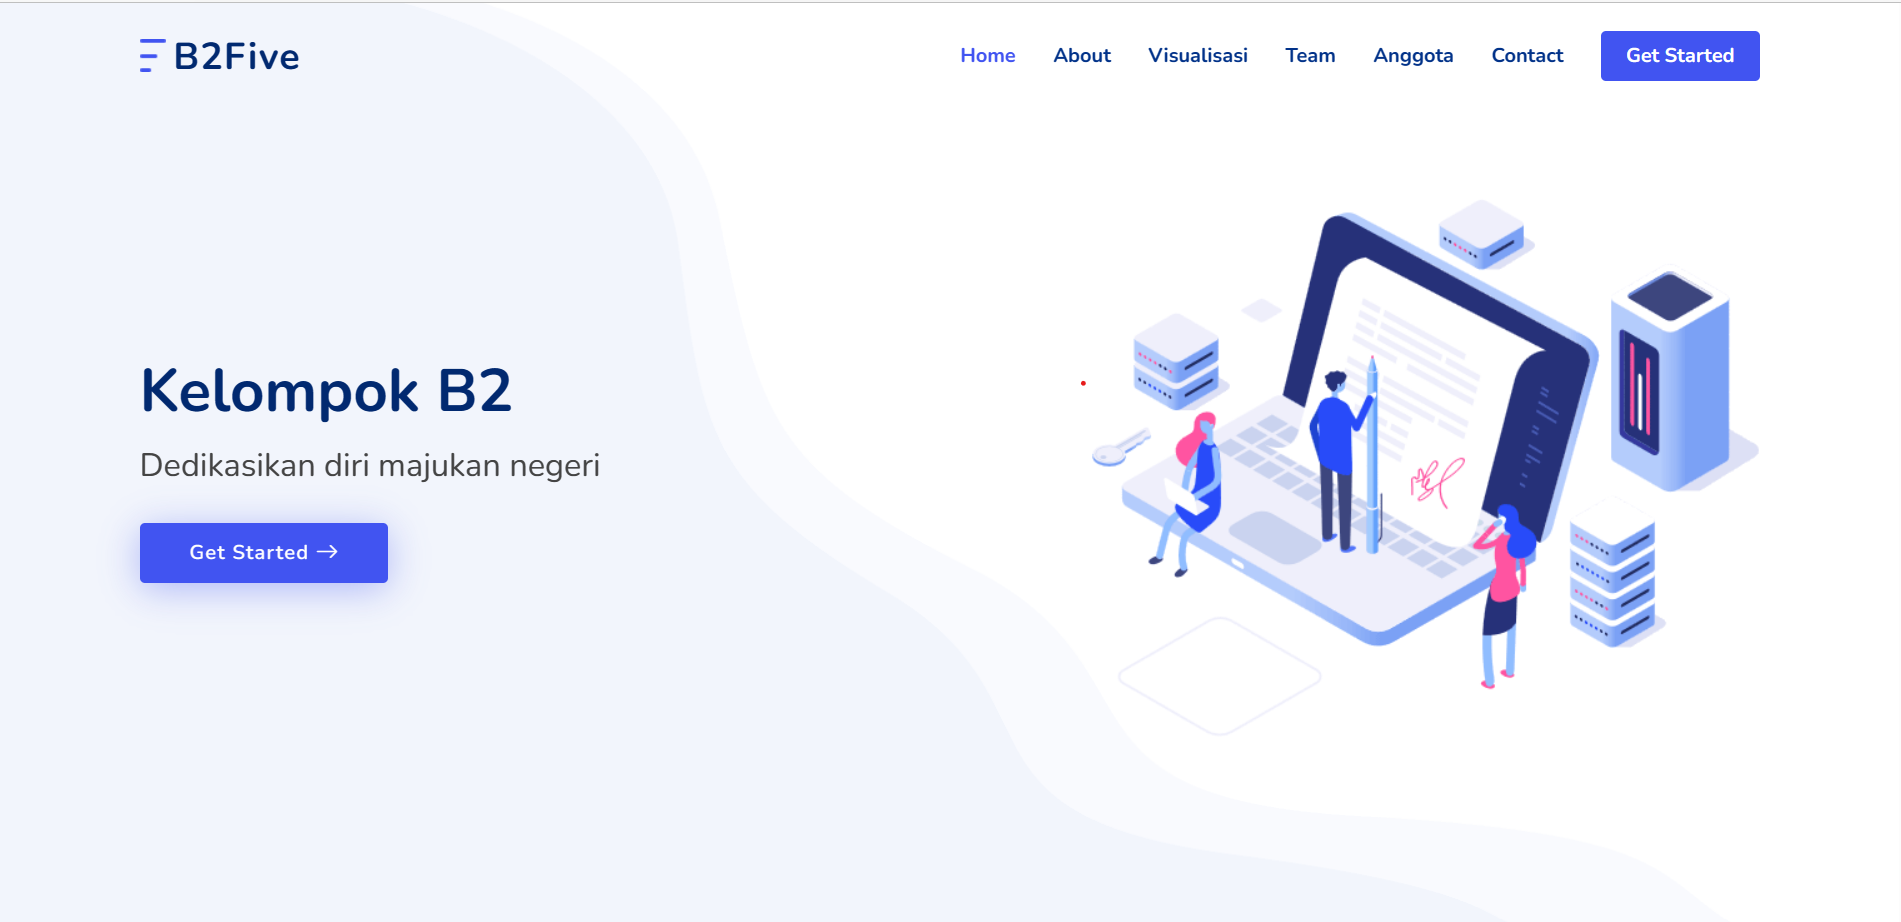 B2Five
Home About Visualisasi Team Anggota Contact Get Started
Kelompok B2
Dedikasikan diri majukan negeri
Get Started →